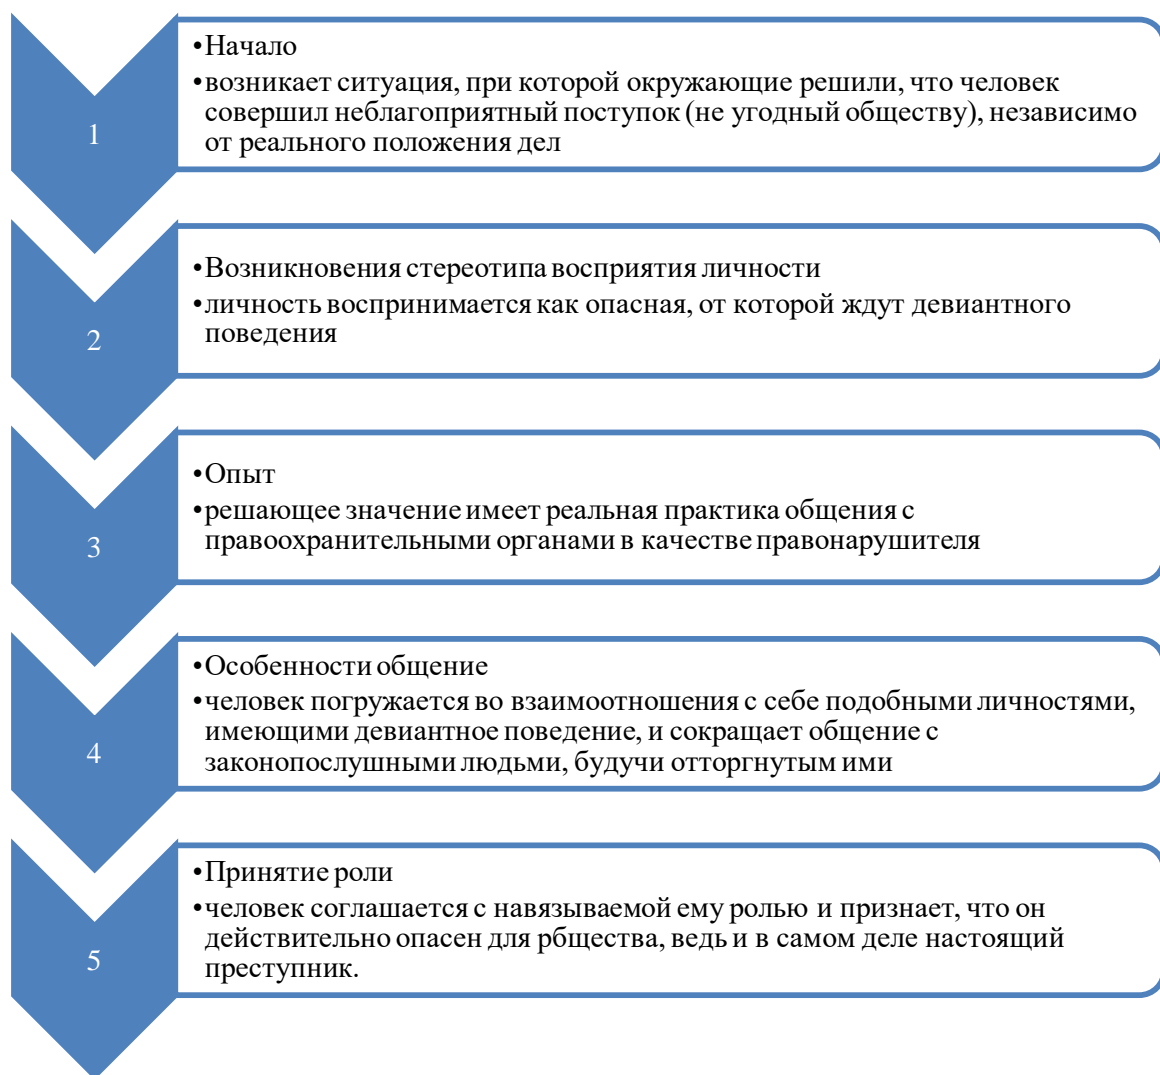 1
•Начало
•возникает ситуация, при которой окружающие решили, что человек
совершил неблагоприятный поступок (не угодный обществу), независимо
от реального положения дел
2
•Возникновения стереотипа восприятия личности
•личность воспринимается как опасная, от которой ждут девиантного
поведения
3
•Опыт
•решающее значение имеет реальная практика общения с
правоохранительными органами в качестве правонарушителя
4
•Особенности общение
•человек погружается во взаимоотношения с себе подобными личностями,
имеющими девиантное поведение, и сокращает общение с
законопослушными людьми, будучи отторгнутым ими
5
•Принятие роли
•человек соглашается с навязываемой ему ролью и признает, что он
действительно опасен для рбщества, ведь и в самом деле настоящий
преступник.